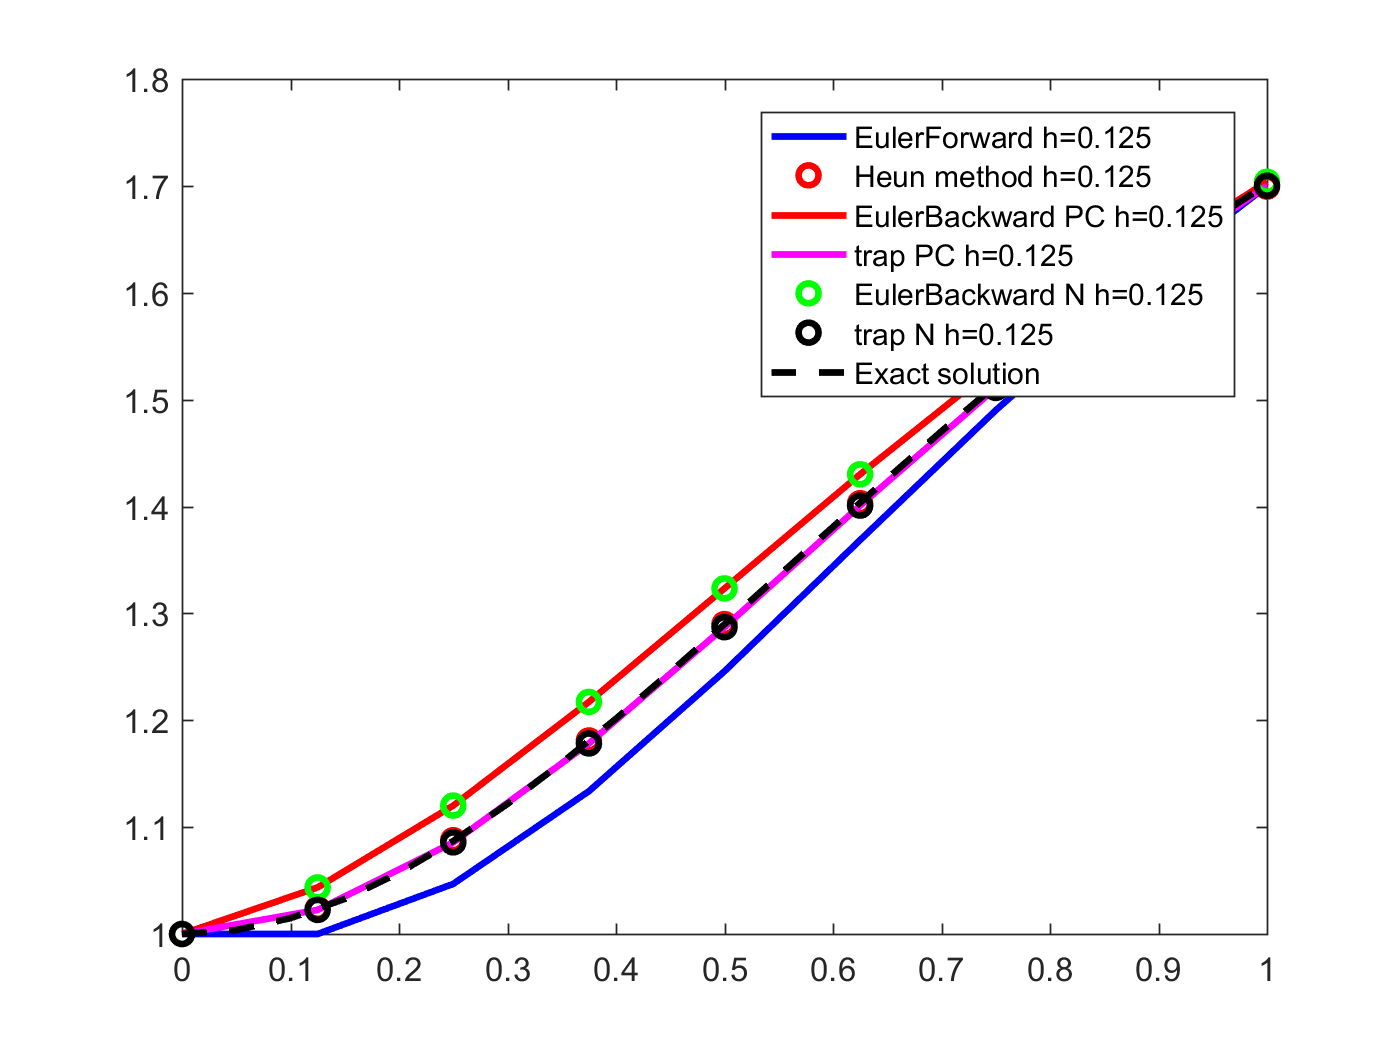 1.8
1.7
1.6
1.5
1.4
1.3
1.2
1.1
1
EulerForward h=0.125
Heun method h=0.125
EulerBackward PC h=0.125
trap PC h=0.125
EulerBackward N h=0.125
trap N h=0.125
Exact solution
0 0.1 0.2 0.3 0.4 0.5 0.6 0.7 0.8 0.9 1